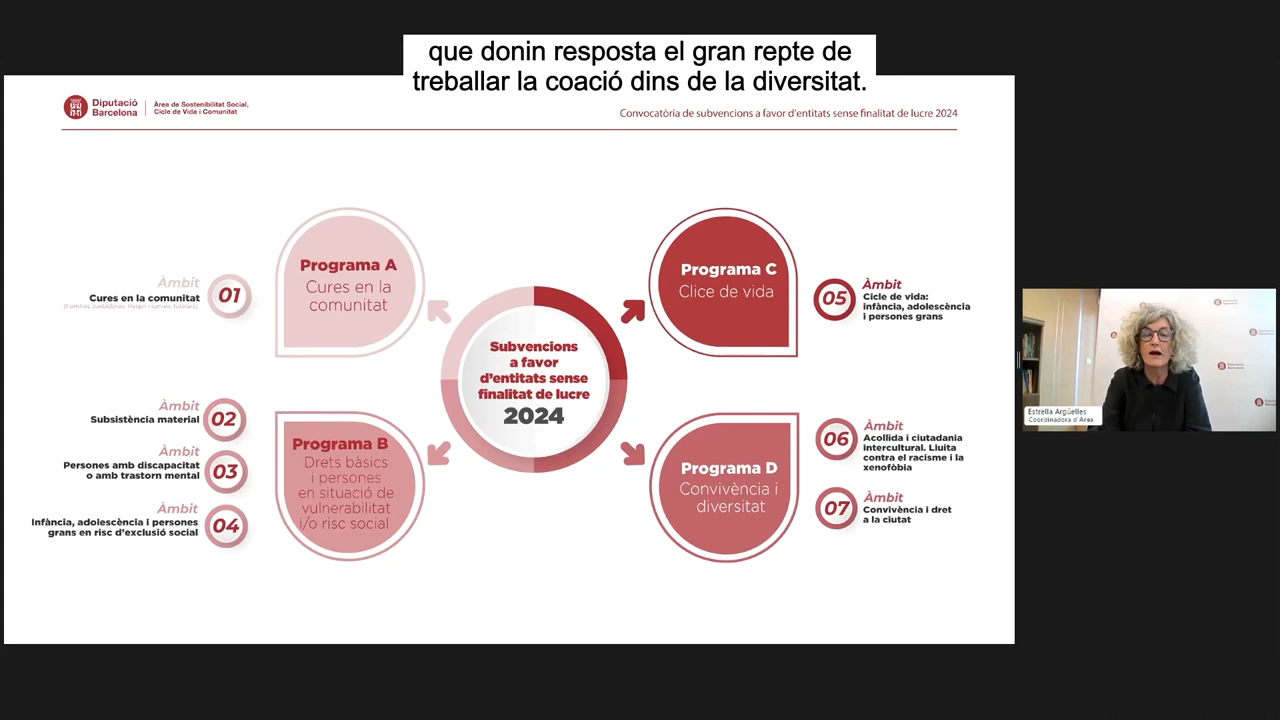 que donin resposta el gran repte de
treballar la coació dins de la diversitat.
Diputació
Barcelona
Àrea de Sostenibilitat Social,
Cicle de Vida i Comunitat
Convocatòria de subvencions a favor d'entitats sense finalitat de lucre 2024
Àmbit
01
Cures en la comunitat
Programa A
Cures en la
comunitat
Àmbit
02
Subsistència material
Àmbit
03
Persones amb discapacitat
o amb trastorn mental
Àmbit
04
Infància, adolescència i persones
grans en risc d'exclusió social
Programa B
Drets bàsics
i persones
en situació de
vulnerabilitat
i/o risc social
Subvencions
a favor
d'entitats sense
finalitat de lucre
2024
Programa C
Clice de vida
05
Àmbit
Cicle de vida:
infància, adolescència
i persones grans
Programa D
Convivència i
diversitat
06
Àmbit
Acollida i ciutadania
intercultural. Lluita
contra el racisme i la
xenofòbia
07
Àmbit
Convivència i dret
a la ciutat
Estrella Argüelles
Coordinadora d'Àrea